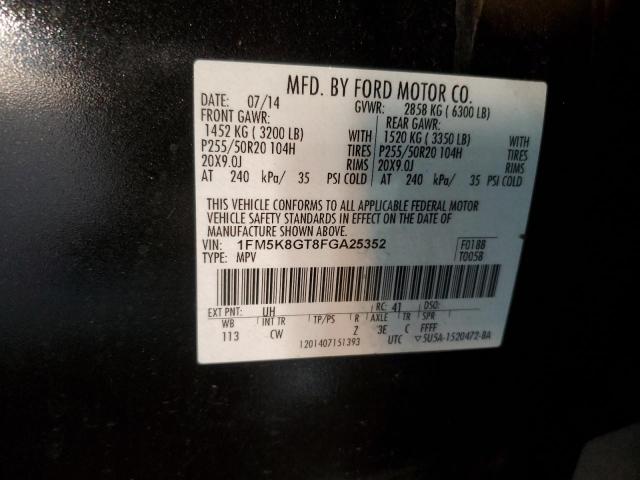 MFD. BY FORD MOTOR CO.
DATE: 07/14 GVWR: 2858 KG ( 6300 LB)
FRONT GAWR: REAR GAWR:
1452 KG ( 3200 LB) WITH 1520 KG ( 3350 LB) WITH
P255/50R20 104H TIRES P255/50R20 104H TIRES
20X9.0J RIMS 20X9.0J RIMS
AT 240 kPa/ 35 PSI COLD AT 240 kPa/ 35 PSI COLD
THIS VEHICLE CONFORMS TO ALL APPLICABLE FEDERAL MOTOR
VEHICLE SAFETY STANDARDS IN EFFECT ON THE DATE OF
MANUFACTURE SHOWN ABOVE.
VIN: 1FM5K8GT8FGA25352 F0188
TYPE: MPV T0058
EXT PNT: UH RC: 41 DSO:
WB INT TR TP/PS R AXLE TR SPR
113 CW Z 3E C FFFF
1201407151393 UTC ▽5U5A-1520472-BA